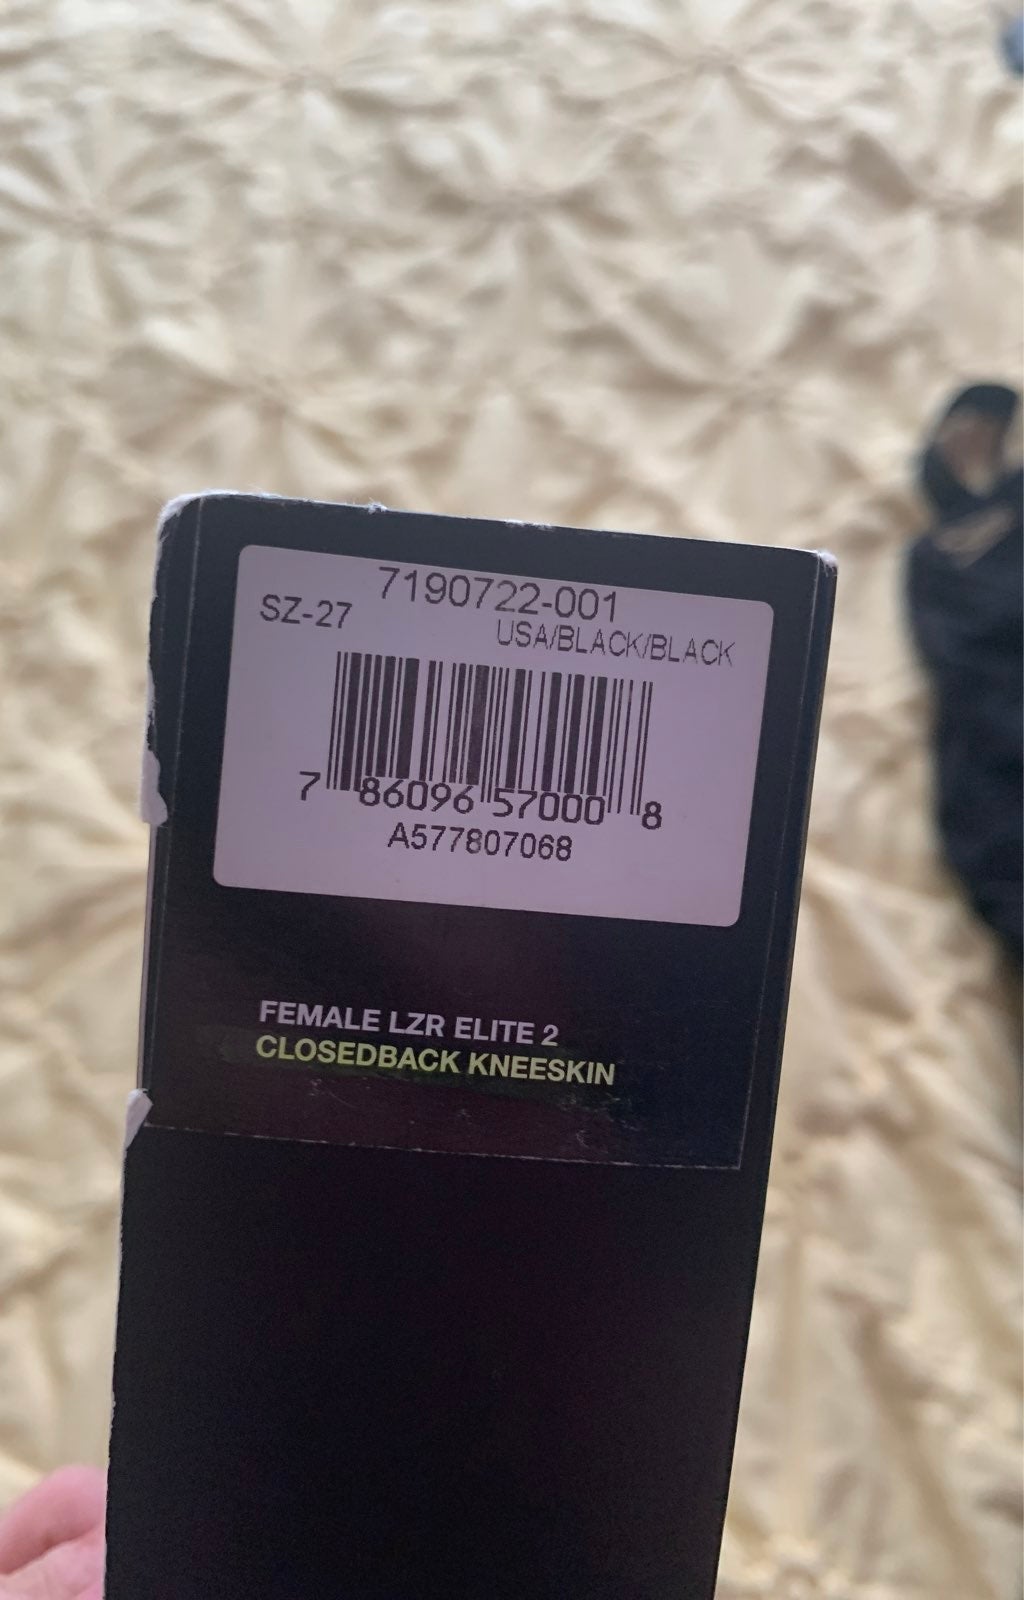 7190722-001
SZ-27
USA/BLACK/BLACK
7 86096 57000 8
A577807068
FEMALE LZR ELITE 2
CLOSEDBACK KNEESKIN